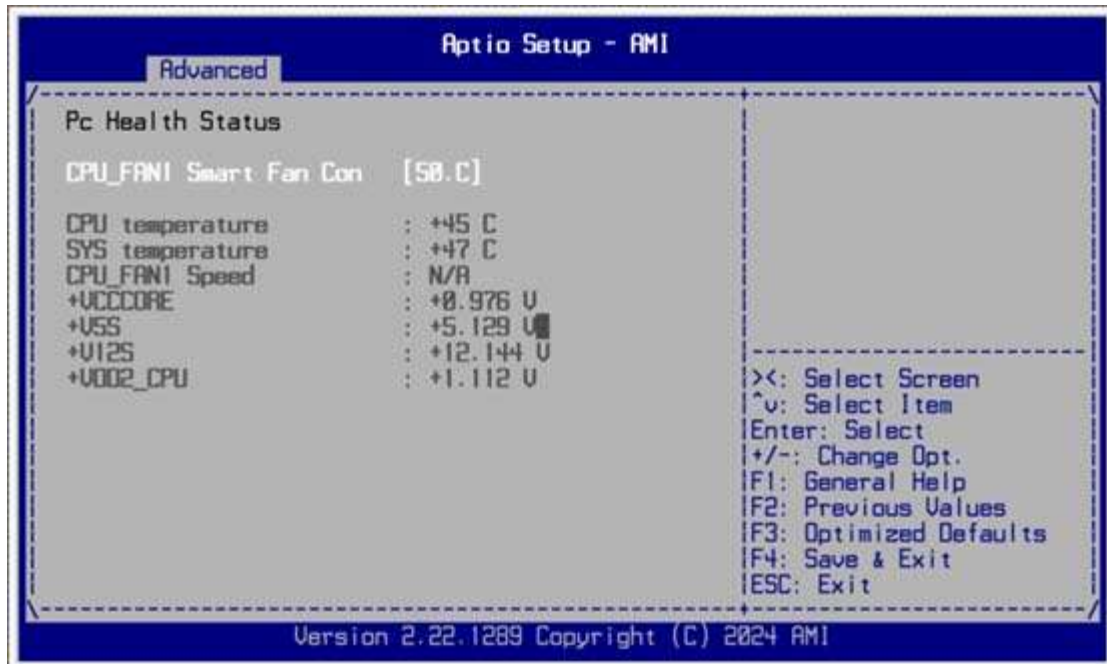 Aptio Setup - AMI
Advanced
Pc Health Status
CPU_FAN1 Smart Fan Con [50.C]
CPU temperature : +45 C
SYS temperature : +47 C
CPU_FAN1 Speed : N/A
+VCCCORE : +0.976 V
+V5S : +5.129 V
+V12S : +12.144 V
+VDD2_CPU : +1.112 V
><: Select Screen
^v: Select Item
Enter: Select
+/-: Change Opt.
F1: General Help
F2: Previous Values
F3: Optimized Defaults
F4: Save & Exit
ESC: Exit
Version 2.22.1289 Copyright (C) 2024 AMI